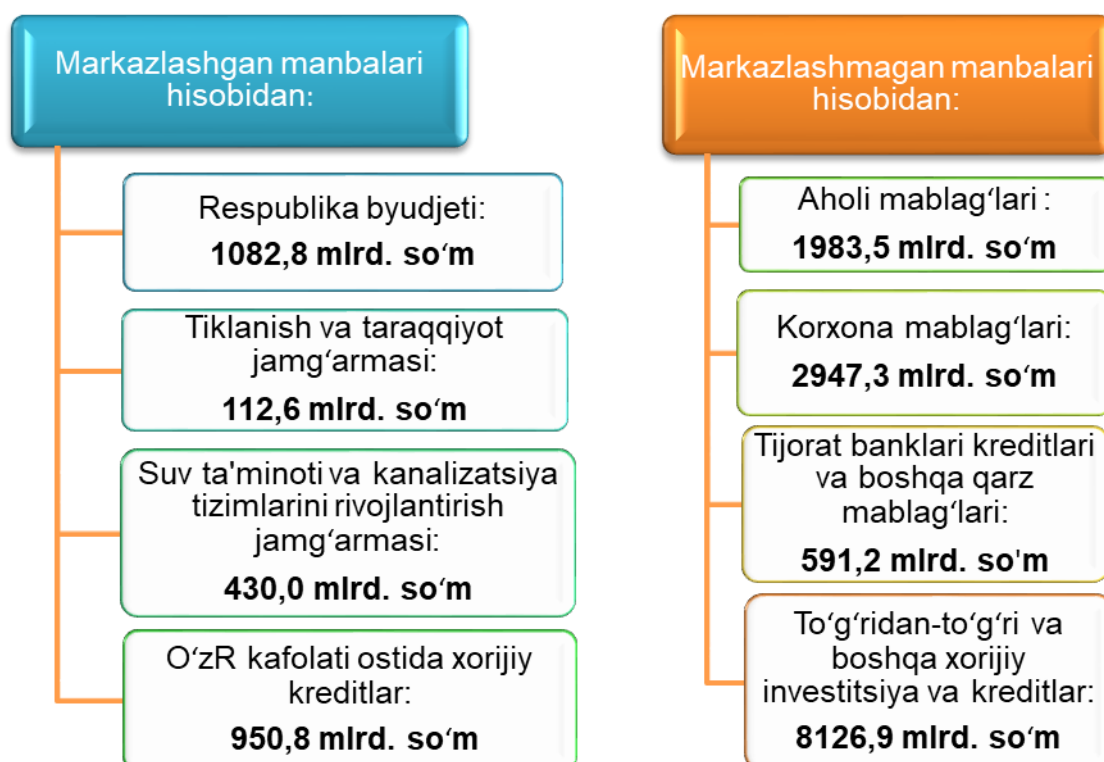 Markazlashgan manbalari
hisobidan:
Respublika byudjeti:
1082,8 mlrd. so‘m
Tiklanish va taraqqiyot
jamg‘armasi:
112,6 mlrd. so‘m
Suv ta'minoti va kanalizatsiya
tizimlarini rivojlantirish
jamg‘armasi:
430,0 mlrd. so‘m
O‘zR kafolati ostida xorijiy
kreditlar:
950,8 mlrd. so‘m
Markazlashmagan manbalari
hisobidan:
Aholi mablag‘lari :
1983,5 mlrd. so‘m
Korxona mablag‘lari:
2947,3 mlrd. so‘m
Tijorat banklari kreditlari
va boshqa qarz
mablag‘lari:
591,2 mlrd. so'm
To‘g‘ridan-to‘g‘ri va
boshqa xorijiy
investitsiya va kreditlar:
8126,9 mlrd. so‘m